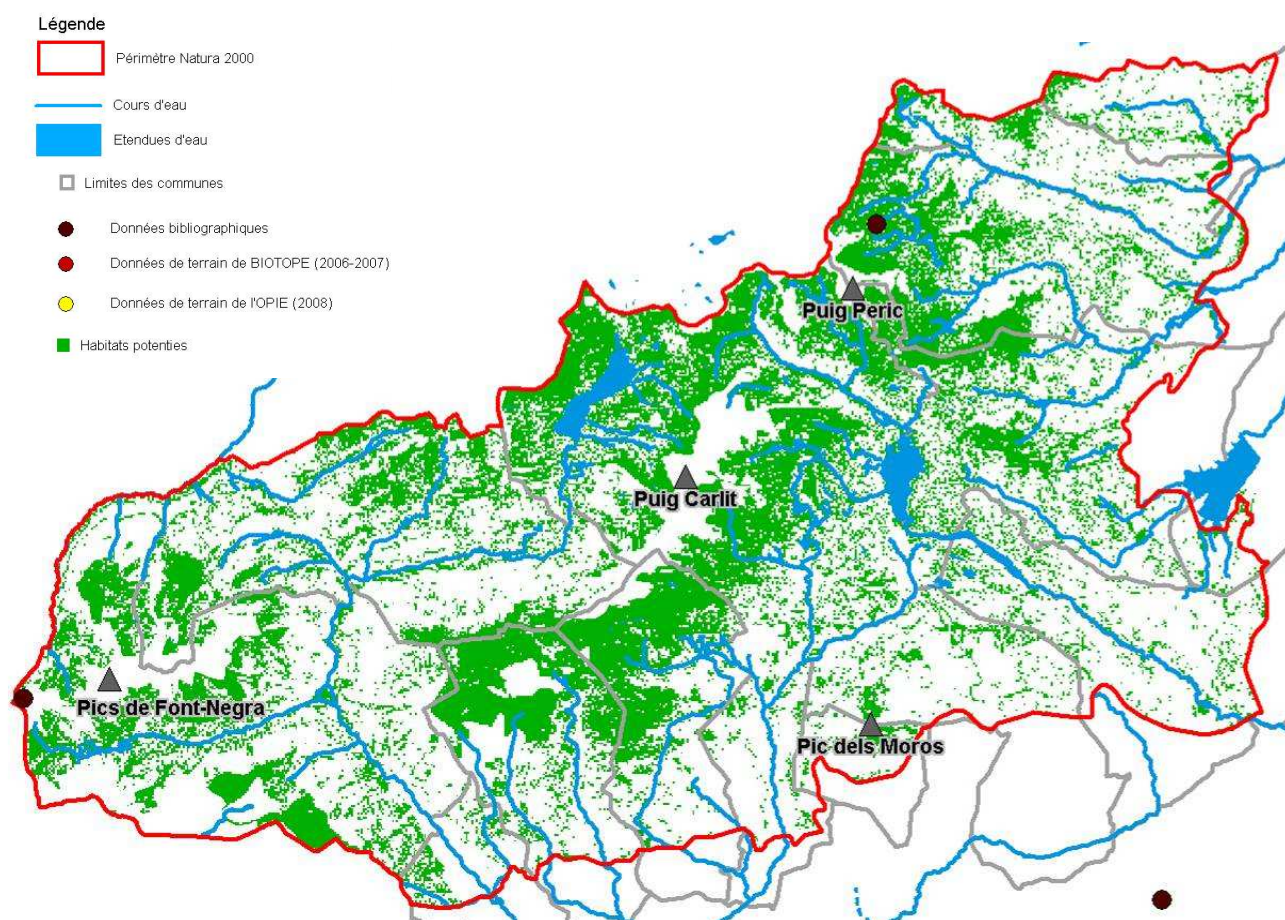 Légende
Périmètre Natura 2000
Cours d'eau
Etendues d'eau
Limites des communes
Données bibliographiques
Données de terrain de BIOTOPE (2006-2007)
Données de terrain de l'OPIE (2008)
Habitats potenties
Puig Peric
Puig Carlit
Pics de Font-Negra
Pic dels Moros